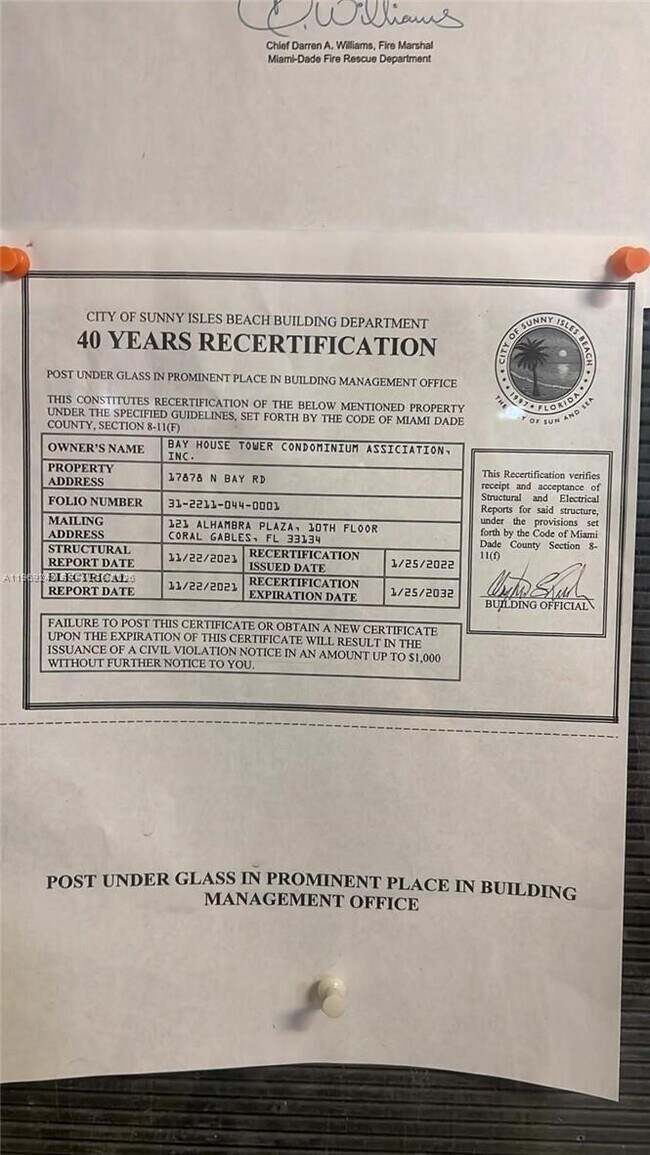 D. Williams
Chief Darren A. Williams, Fire Marshal
Miami-Dade Fire Rescue Department
CITY OF SUNNY ISLES BEACH BUILDING DEPARTMENT
40 YEARS RECERTIFICATION
POST UNDER GLASS IN PROMINENT PLACE IN BUILDING MANAGEMENT OFFICE
THIS CONSTITUTES RECERTIFICATION OF THE BELOW MENTIONED PROPERTY
UNDER THE SPECIFIED GUIDELINES, SET FORTH BY THE CODE OF MIAMI DADE
COUNTY, SECTION 8-11(F)
CITY OF SUNNY ISLES BEACH
1997 • FLORIDA
OF SUN AND SEA
OWNER'S NAME BAY HOUSE TOWER CONDOMINIUM ASSICIATION,
INC.
PROPERTY
ADDRESS 17878 N BAY RD
FOLIO NUMBER 31-2211-044-0001
MAILING
ADDRESS 121 ALHAMBRA PLAZA, 10TH FLOOR
CORAL GABLES, FL 33134
STRUCTURAL
REPORT DATE 11/22/2021 RECERTIFICATION
ISSUED DATE 1/25/2022
ELECTRICAL
REPORT DATE 11/22/2021 RECERTIFICATION
EXPIRATION DATE 1/25/2032
FAILURE TO POST THIS CERTIFICATE OR OBTAIN A NEW CERTIFICATE
UPON THE EXPIRATION OF THIS CERTIFICATE WILL RESULT IN THE
ISSUANCE OF A CIVIL VIOLATION NOTICE IN AN AMOUNT UP TO $1,000
WITHOUT FURTHER NOTICE TO YOU.
This Recertification verifies
receipt and acceptance of
Structural and Electrical
Reports for said structure,
under the provisions set
forth by the Code of Miami
Dade County Section 8-
11(f)
BUILDING OFFICIAL
POST UNDER GLASS IN PROMINENT PLACE IN BUILDING
MANAGEMENT OFFICE